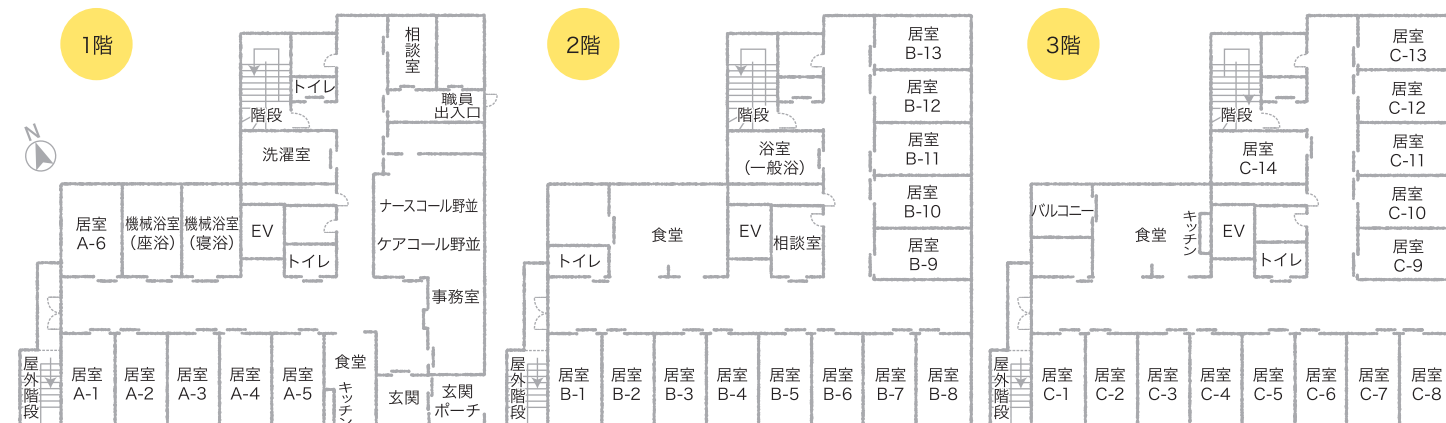 1階
N
相談室
トイレ
職員
出入口
階段
洗濯室
居室
A-6
機械浴室
（座浴）
機械浴室
（寝浴）
EV
トイレ
ナースコール野並
ケアコール野並
事務室
屋外階段
居室
A-1
居室
A-2
居室
A-3
居室
A-4
居室
A-5
食堂
キッチン
玄関
玄関
ポーチ
2階
階段
浴室
（一般浴）
居室
B-13
居室
B-12
居室
B-11
居室
B-10
居室
B-9
食堂
トイレ
EV
相談室
屋外階段
居室
B-1
居室
B-2
居室
B-3
居室
B-4
居室
B-5
居室
B-6
居室
B-7
居室
B-8
3階
階段
居室
C-14
居室
C-13
居室
C-12
居室
C-11
居室
C-10
居室
C-9
バルコニー
食堂
キッチン
EV
トイレ
屋外階段
居室
C-1
居室
C-2
居室
C-3
居室
C-4
居室
C-5
居室
C-6
居室
C-7
居室
C-8